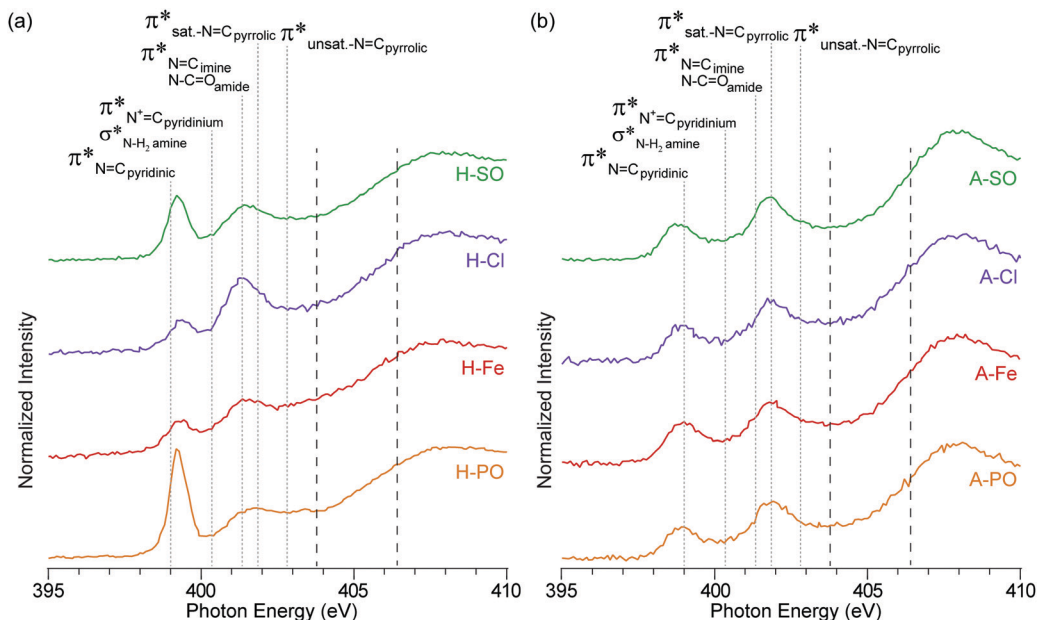 (a)
π* sat.-N=Cpyrrolic π* unsat.-N=Cpyrrolic
π* N=Cimine
N-C=Oamide
π* N⁺=Cpyridinium
σ* N-H₂ amine
π* N=Cpyridinic
H-SO
H-Cl
H-Fe
H-PO
Normalized Intensity
395 400 405 410
Photon Energy (eV)
(b)
π* sat.-N=Cpyrrolic π* unsat.-N=Cpyrrolic
π* N=Cimine
N-C=Oamide
π* N⁺=Cpyridinium
σ* N-H₂ amine
π* N=Cpyridinic
A-SO
A-Cl
A-Fe
A-PO
Normalized Intensity
395 400 405 410
Photon Energy (eV)